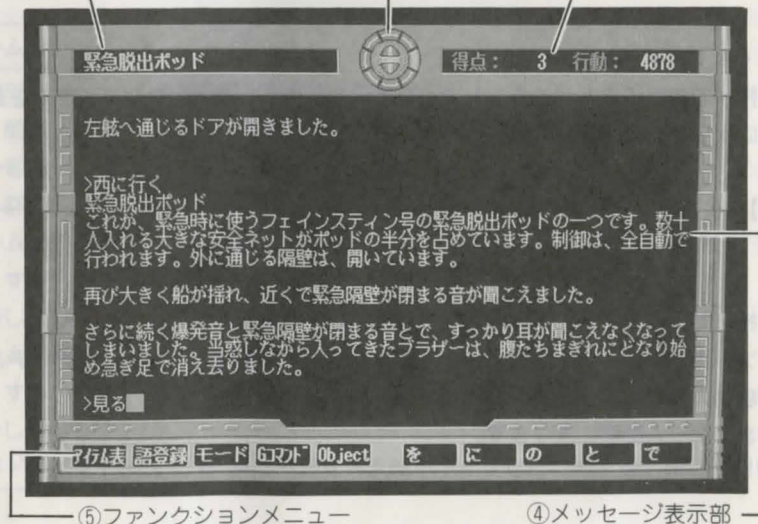 緊急脱出ポッド
得点： 3 行動： 4878
左舷へ通じるドアが開きました。
>西に行く
緊急脱出ポッド
これが、緊急時に使うフェインスティン号の緊急脱出ポッドの一つです。数十
人入れる大きな安全ネットがポッドの半分を占めています。制御は、全自動で
行われます。外に通じる隔壁は、開いています。
再び大きく船が揺れ、近くで緊急隔壁が閉まる音が聞こえました。
さらに続く爆発音と緊急隔壁が閉まる音とで、すっかり耳が聞こえなくなって
しまいました。当惑しながら入ってきたブラザーは、腹たちまぎれにどなり始
め急ぎ足で消え去りました。
>見る
アイテム表 語登録 モード Gコマンド Object を に の と で
⑤ファンクションメニュー
④メッセージ表示部